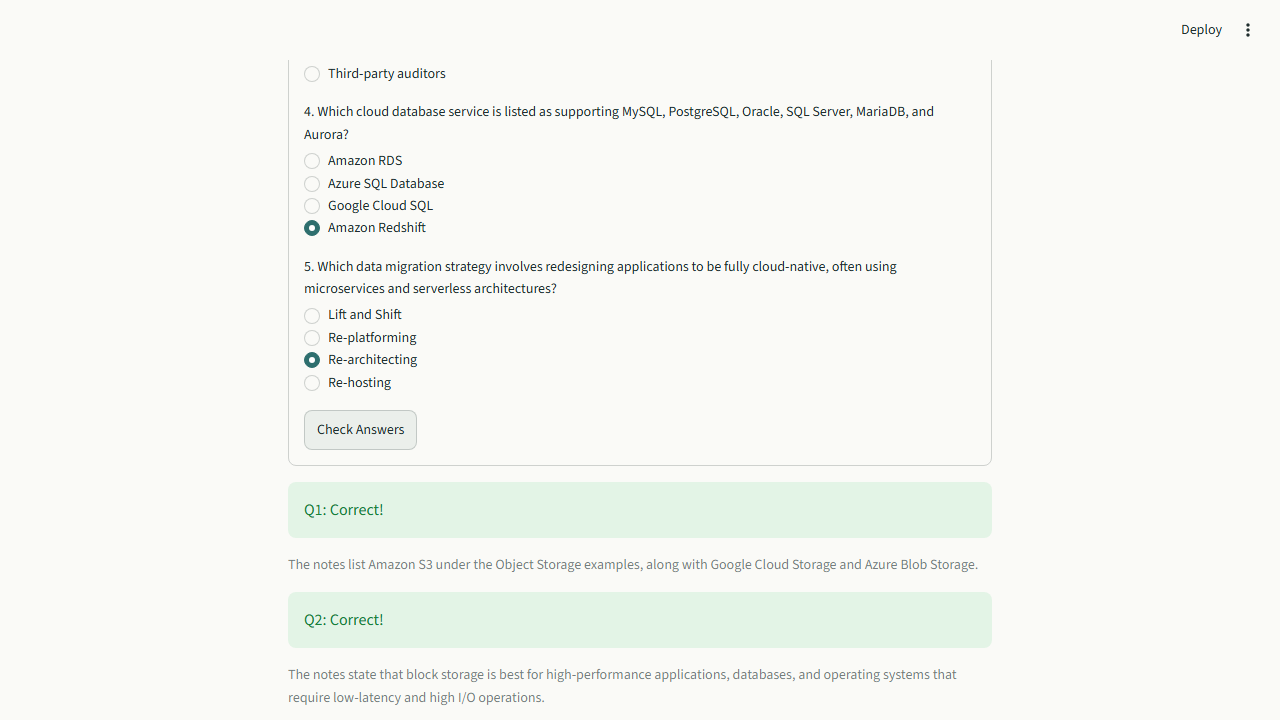 Deploy
Third-party auditors
4. Which cloud database service is listed as supporting MySQL, PostgreSQL, Oracle, SQL Server, MariaDB, and
Aurora?
Amazon RDS
Azure SQL Database
Google Cloud SQL
Amazon Redshift
5. Which data migration strategy involves redesigning applications to be fully cloud-native, often using
microservices and serverless architectures?
Lift and Shift
Re-platforming
Re-architecting
Re-hosting
Check Answers
Q1: Correct!
The notes list Amazon S3 under the Object Storage examples, along with Google Cloud Storage and Azure Blob Storage.
Q2: Correct!
The notes state that block storage is best for high-performance applications, databases, and operating systems that
require low-latency and high I/O operations.